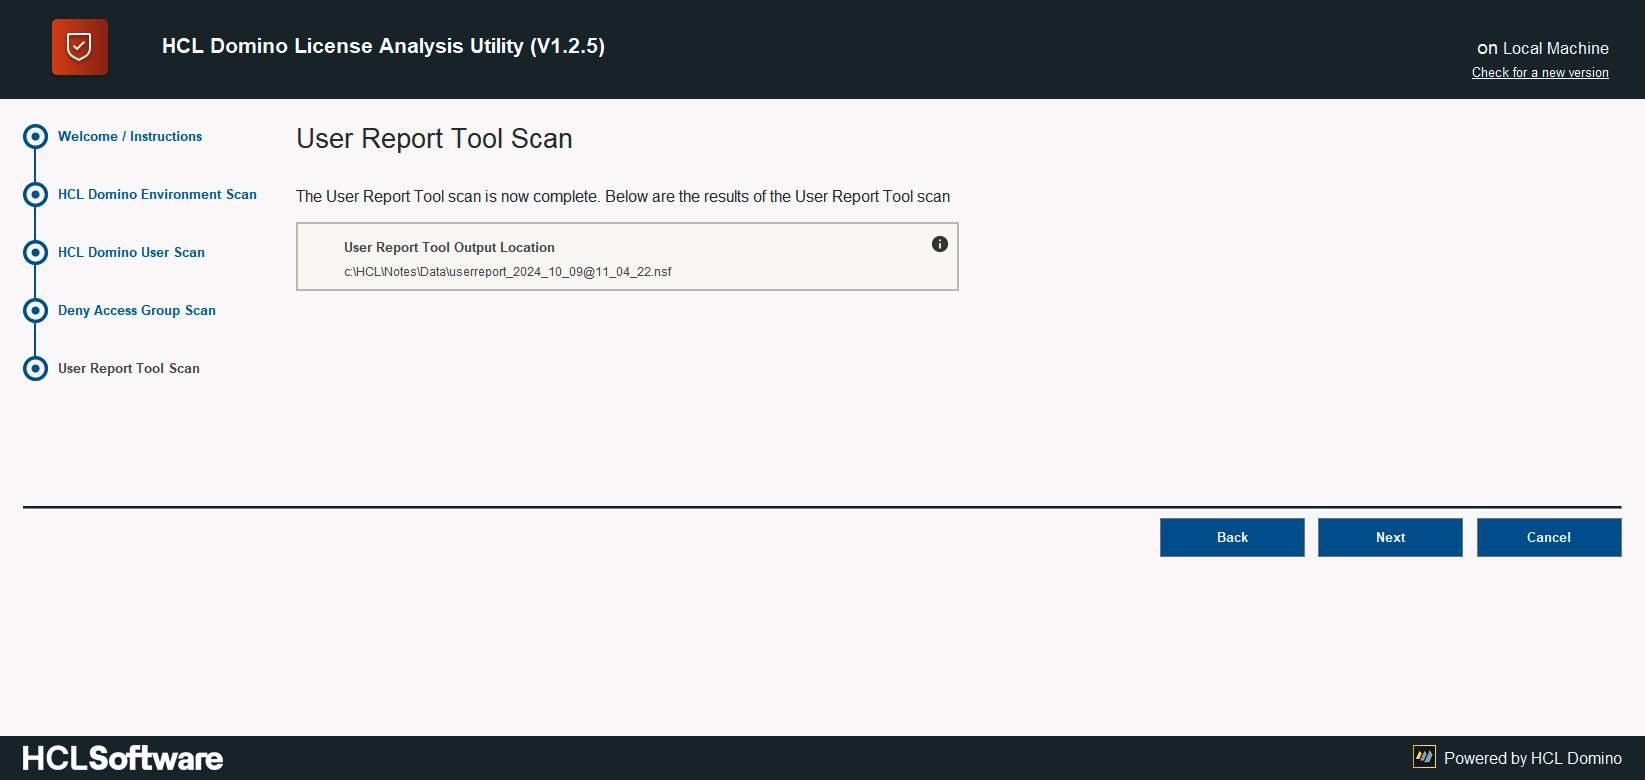 HCL Domino License Analysis Utility (V1.2.5)
on Local Machine
Check for a new version
Welcome / Instructions
HCL Domino Environment Scan
HCL Domino User Scan
Deny Access Group Scan
User Report Tool Scan
User Report Tool Scan
The User Report Tool scan is now complete. Below are the results of the User Report Tool scan
User Report Tool Output Location
c:\HCL\Notes\Data\userreport_2024_10_09@11_04_22.nsf
Back
Next
Cancel
HCLSoftware
Powered by HCL Domino